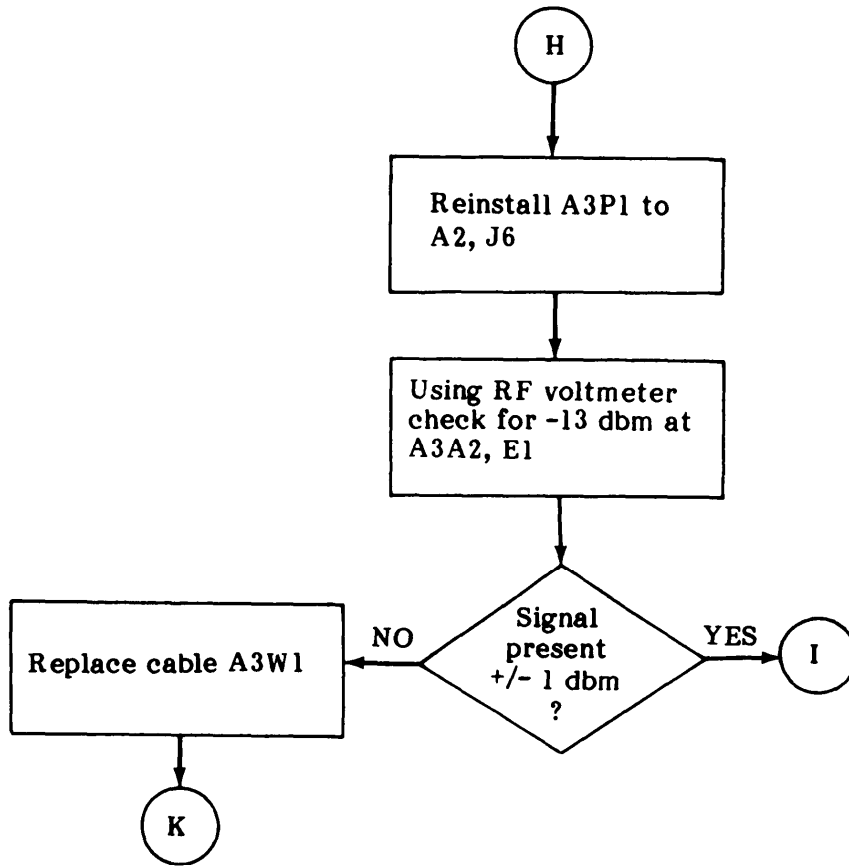 H
Reinstall A3P1 to
A2, J6
Using RF voltmeter
check for -13 dbm at
A3A2, E1
Signal
present
+/- 1 dbm
?
NO
YES
Replace cable A3W1
I
K